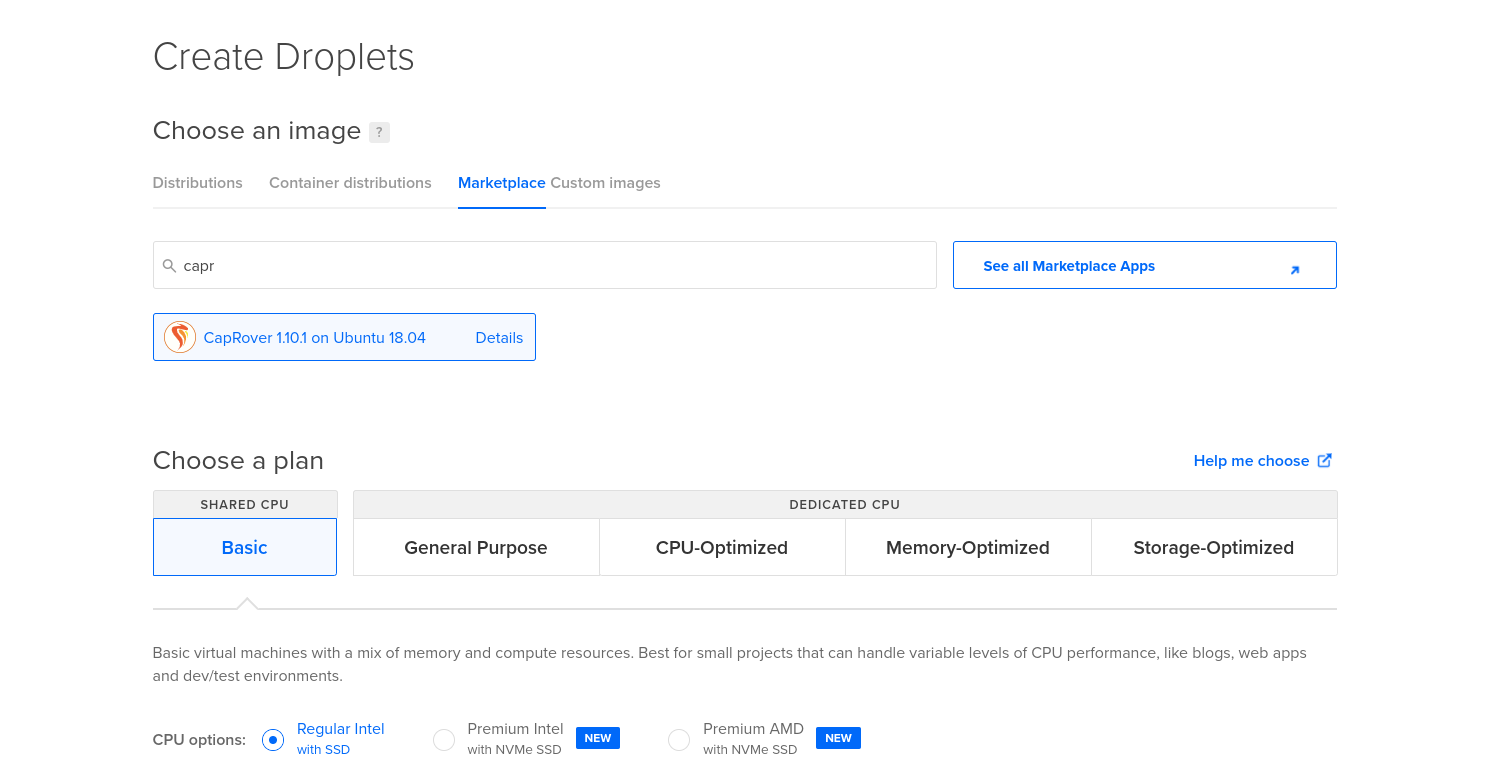 Create Droplets
Choose an image ?
Distributions Container distributions Marketplace Custom images
capr See all Marketplace Apps
CapRover 1.10.1 on Ubuntu 18.04 Details
Choose a plan Help me choose
SHARED CPU DEDICATED CPU
Basic General Purpose CPU-Optimized Memory-Optimized Storage-Optimized
Basic virtual machines with a mix of memory and compute resources. Best for small projects that can handle variable levels of CPU performance, like blogs, web apps
and dev/test environments.
CPU options: Regular Intel with SSD Premium Intel with NVMe SSD NEW Premium AMD with NVMe SSD NEW